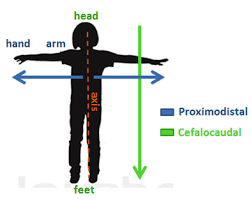 head
hand arm
axis
Proximodistal
Cefalocaudal
feet